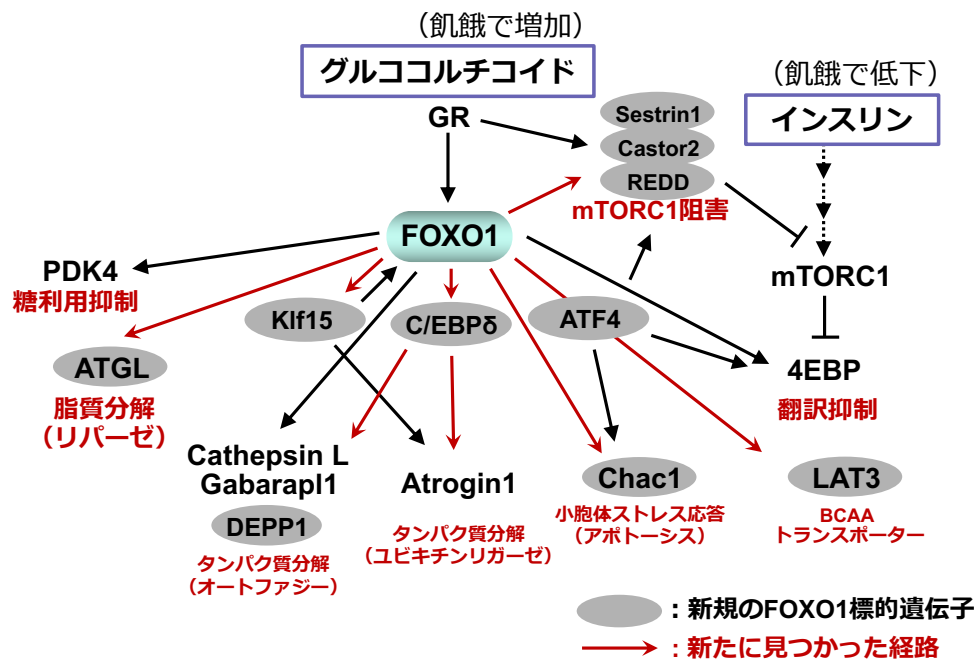 （飢餓で増加）
グルココルチコイド
（飢餓で低下）
インスリン
GR
Sestrin1
Castor2
REDD
mTORC1阻害
FOXO1
PDK4
糖利用抑制
mTORC1
Klf15
C/EBPδ
ATF4
ATGL
脂質分解
（リパーゼ）
4EBP
翻訳抑制
Cathepsin L
Gabarapl1
DEPP1
タンパク質分解
（オートファジー）
Atrogin1
タンパク質分解
（ユビキチンリガーゼ）
Chac1
小胞体ストレス応答
（アポトーシス）
LAT3
BCAA
トランスポーター
：新規のFOXO1標的遺伝子
：新たに見つかった経路